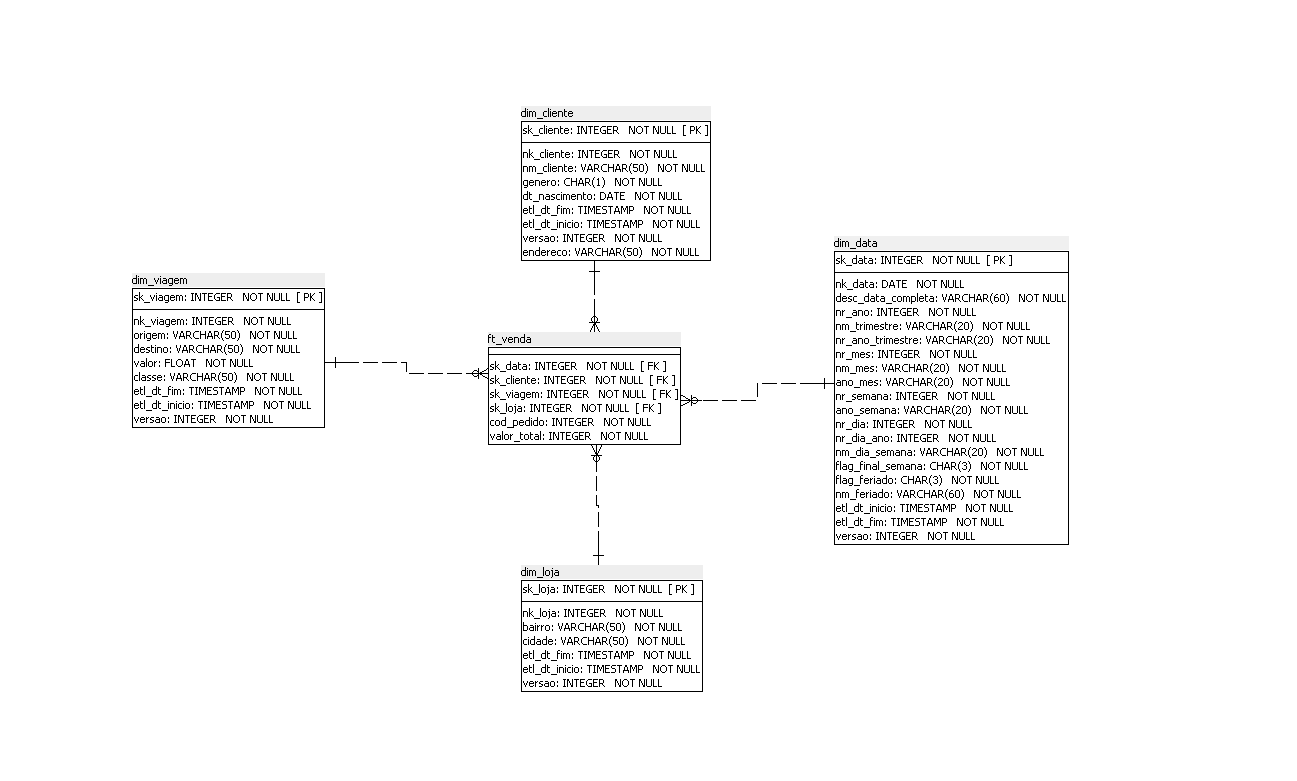 dim_cliente
sk_cliente: INTEGER NOT NULL [ PK ]
nk_cliente: INTEGER NOT NULL
nm_cliente: VARCHAR(50) NOT NULL
genero: CHAR(1) NOT NULL
dt_nascimento: DATE NOT NULL
etl_dt_fim: TIMESTAMP NOT NULL
etl_dt_inicio: TIMESTAMP NOT NULL
versao: INTEGER NOT NULL
endereco: VARCHAR(50) NOT NULL
dim_viagem
sk_viagem: INTEGER NOT NULL [ PK ]
nk_viagem: INTEGER NOT NULL
origem: VARCHAR(50) NOT NULL
destino: VARCHAR(50) NOT NULL
valor: FLOAT NOT NULL
classe: VARCHAR(50) NOT NULL
etl_dt_fim: TIMESTAMP NOT NULL
etl_dt_inicio: TIMESTAMP NOT NULL
versao: INTEGER NOT NULL
ft_venda
sk_data: INTEGER NOT NULL [ FK ]
sk_cliente: INTEGER NOT NULL [ FK ]
sk_viagem: INTEGER NOT NULL [ FK ]
sk_loja: INTEGER NOT NULL [ FK ]
cod_pedido: INTEGER NOT NULL
valor_total: INTEGER NOT NULL
dim_data
sk_data: INTEGER NOT NULL [ PK ]
nk_data: DATE NOT NULL
desc_data_completa: VARCHAR(60) NOT NULL
nr_ano: INTEGER NOT NULL
nm_trimestre: VARCHAR(20) NOT NULL
nr_ano_trimestre: VARCHAR(20) NOT NULL
nr_mes: INTEGER NOT NULL
nm_mes: VARCHAR(20) NOT NULL
ano_mes: VARCHAR(20) NOT NULL
nr_semana: INTEGER NOT NULL
ano_semana: VARCHAR(20) NOT NULL
nr_dia: INTEGER NOT NULL
nr_dia_ano: INTEGER NOT NULL
nm_dia_semana: VARCHAR(20) NOT NULL
flag_final_semana: CHAR(3) NOT NULL
flag_feriado: CHAR(3) NOT NULL
nm_feriado: VARCHAR(60) NOT NULL
etl_dt_inicio: TIMESTAMP NOT NULL
etl_dt_fim: TIMESTAMP NOT NULL
versao: INTEGER NOT NULL
dim_loja
sk_loja: INTEGER NOT NULL [ PK ]
nk_loja: INTEGER NOT NULL
bairro: VARCHAR(50) NOT NULL
cidade: VARCHAR(50) NOT NULL
etl_dt_fim: TIMESTAMP NOT NULL
etl_dt_inicio: TIMESTAMP NOT NULL
versao: INTEGER NOT NULL